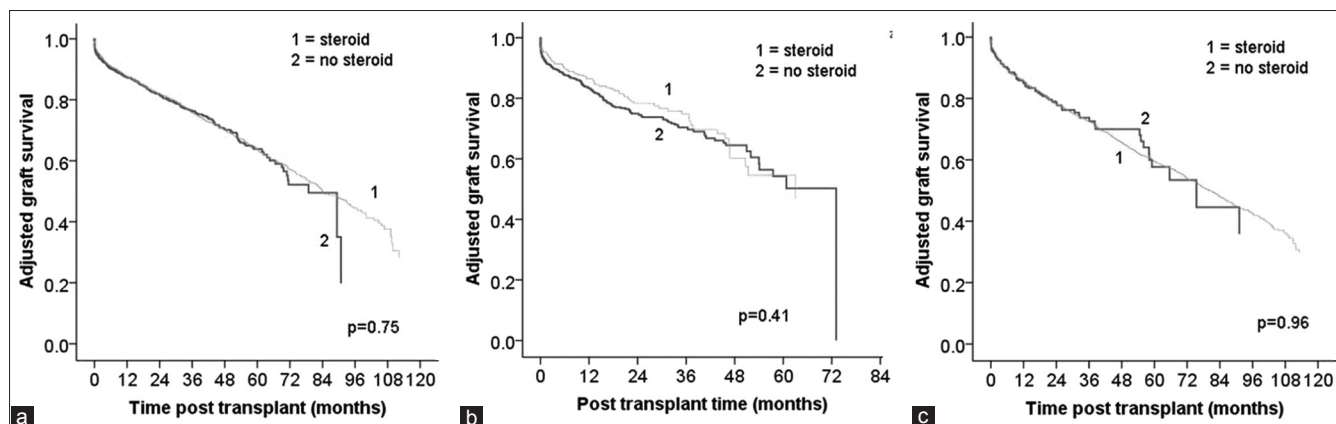 1 = steroid
2 = no steroid
1.0
0.8
0.6
0.4
0.2
0.0
Adjusted graft survival
1
2
p=0.75
0 12 24 36 48 60 72 84 96 108 120
Time post transplant (months)
a
1 = steroid
2 = no steroid
1.0
0.8
0.6
0.4
0.2
0.0
Adjusted graft survival
1
2
p=0.41
0 12 24 36 48 60 72 84
Post transplant time (months)
b
1 = steroid
2 = no steroid
1.0
0.8
0.6
0.4
0.2
0.0
Adjusted graft survival
2
1
p=0.96
0 12 24 36 48 60 72 84 96 108 120
Time post transplant (months)
c